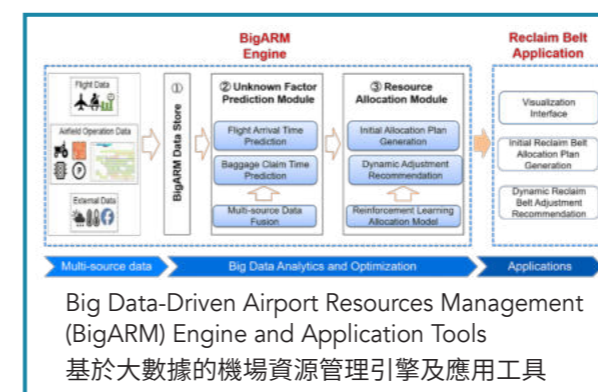 BigARM
Engine
Reclaim Belt
Application
Flight Data
Airfield Operation Data
External Data
①
BigARM Data Store
② Unknown Factor
Prediction Module
Flight Arrival Time
Prediction
Baggage Claim Time
Prediction
Multi-source Data
Fusion
③ Resource
Allocation Module
Initial Allocation Plan
Generation
Dynamic Adjustment
Recommendation
Reinforcement Learning
Allocation Model
Visualization
Interface
Initial Reclaim Belt
Allocation Plan
Generation
Dynamic Reclaim
Belt Adjustment
Recommendation
Multi-source data
Big Data Analytics and Optimization
Applications
Big Data-Driven Airport Resources Management
(BigARM) Engine and Application Tools
基於大數據的機場資源管理引擎及應用工具